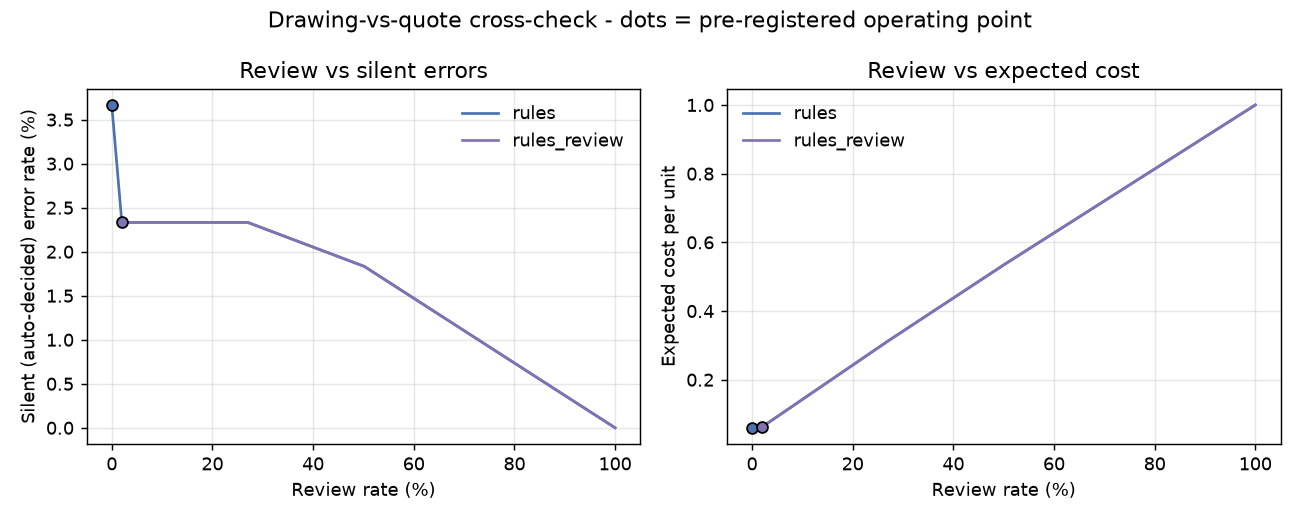 Drawing-vs-quote cross-check - dots = pre-registered operating point
Review vs silent errors
Silent (auto-decided) error rate (%)
3.5
3.0
2.5
2.0
1.5
1.0
0.5
0.0
rules
rules_review
0 20 40 60 80 100
Review rate (%)
Review vs expected cost
Expected cost per unit
1.0
0.8
0.6
0.4
0.2
rules
rules_review
0 20 40 60 80 100
Review rate (%)